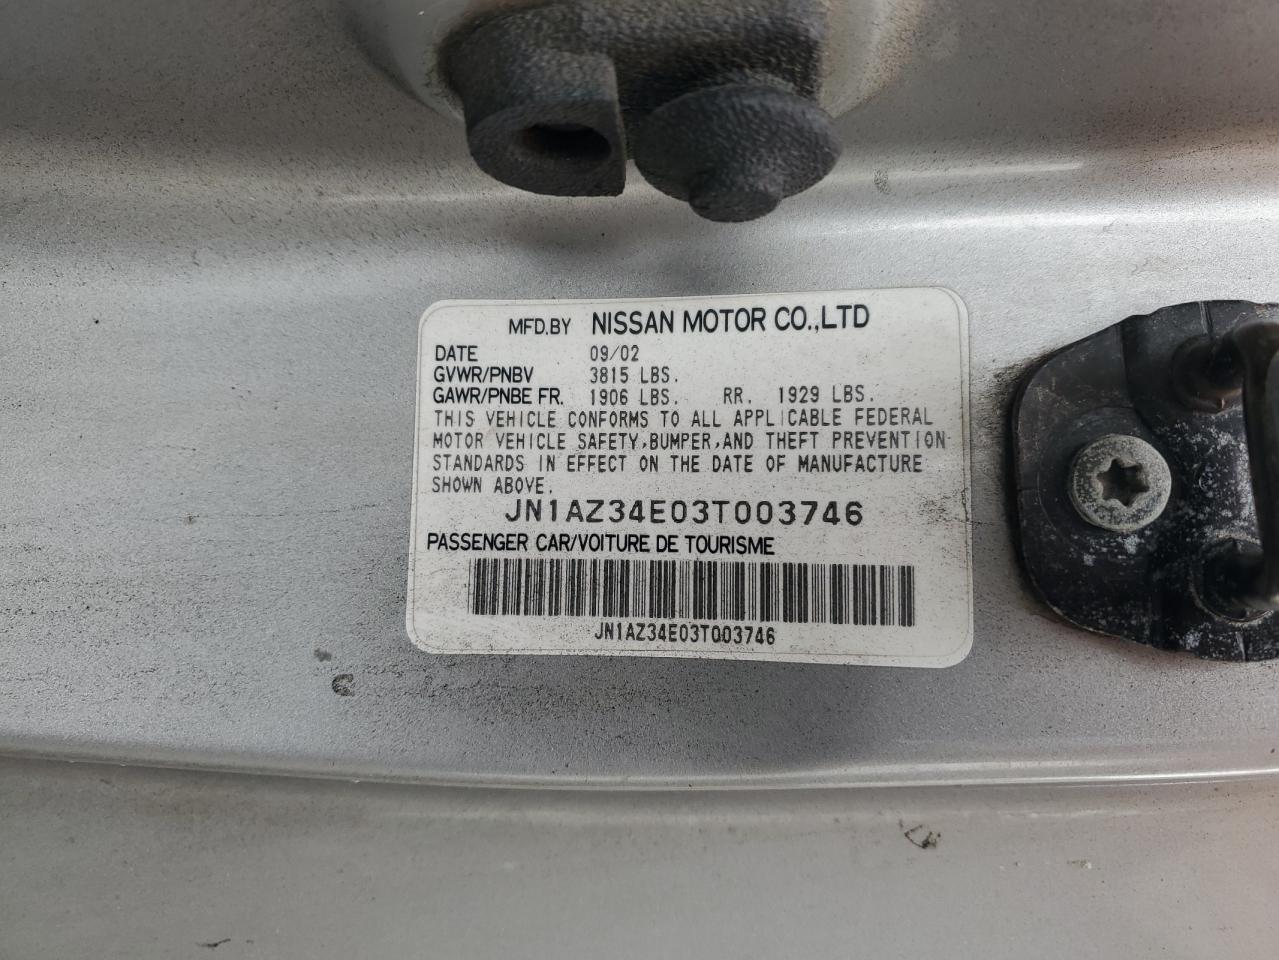 MFD.BY NISSAN MOTOR CO.,LTD
DATE 09/02
GVWR/PNBV 3815 LBS.
GAWR/PNBE FR. 1906 LBS. RR. 1929 LBS.
THIS VEHICLE CONFORMS TO ALL APPLICABLE FEDERAL
MOTOR VEHICLE SAFETY,BUMPER,AND THEFT PREVENTION
STANDARDS IN EFFECT ON THE DATE OF MANUFACTURE
SHOWN ABOVE.
JN1AZ34E03T003746
PASSENGER CAR/VOITURE DE TOURISME
JN1AZ34E03T003746